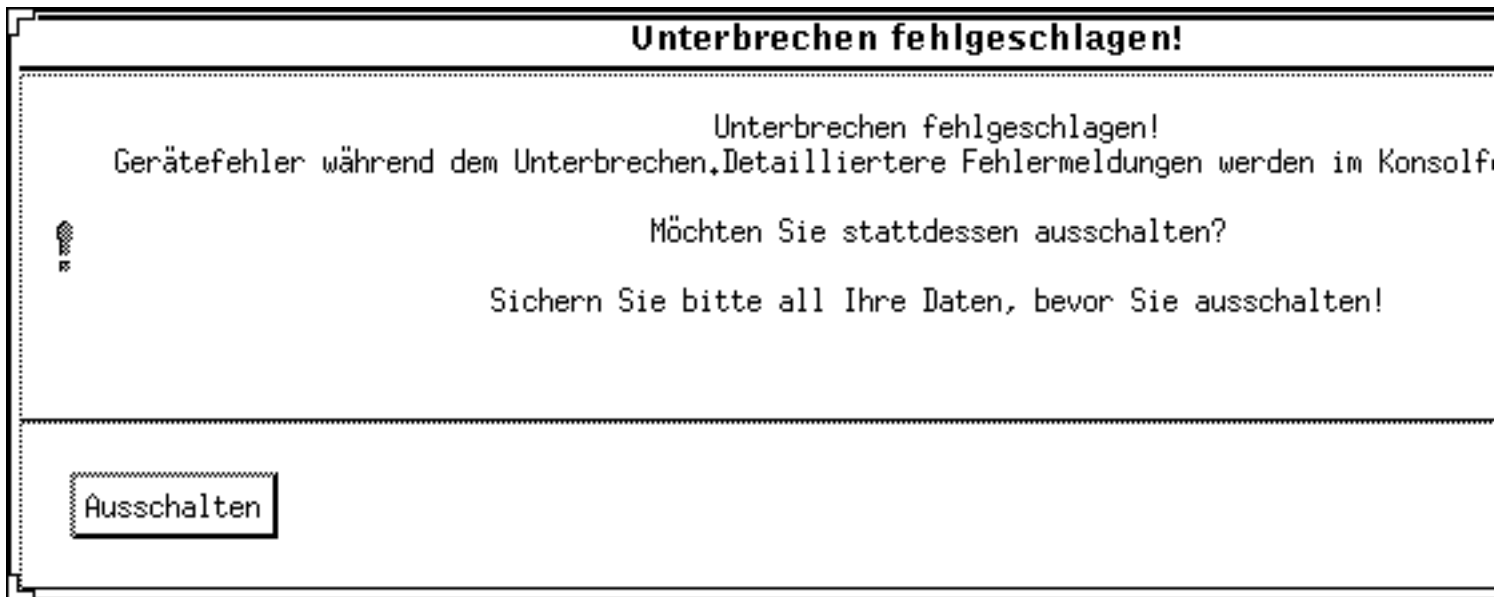 Unterbrechen fehlgeschlagen!
Unterbrechen fehlgeschlagen!
Gerätefehler während dem Unterbrechen.Detailliertere Fehlermeldungen werden im
Möchten Sie stattdessen ausschalten?
Sichern Sie bitte all Ihre Daten, bevor Sie ausschalten!
Ausschalten